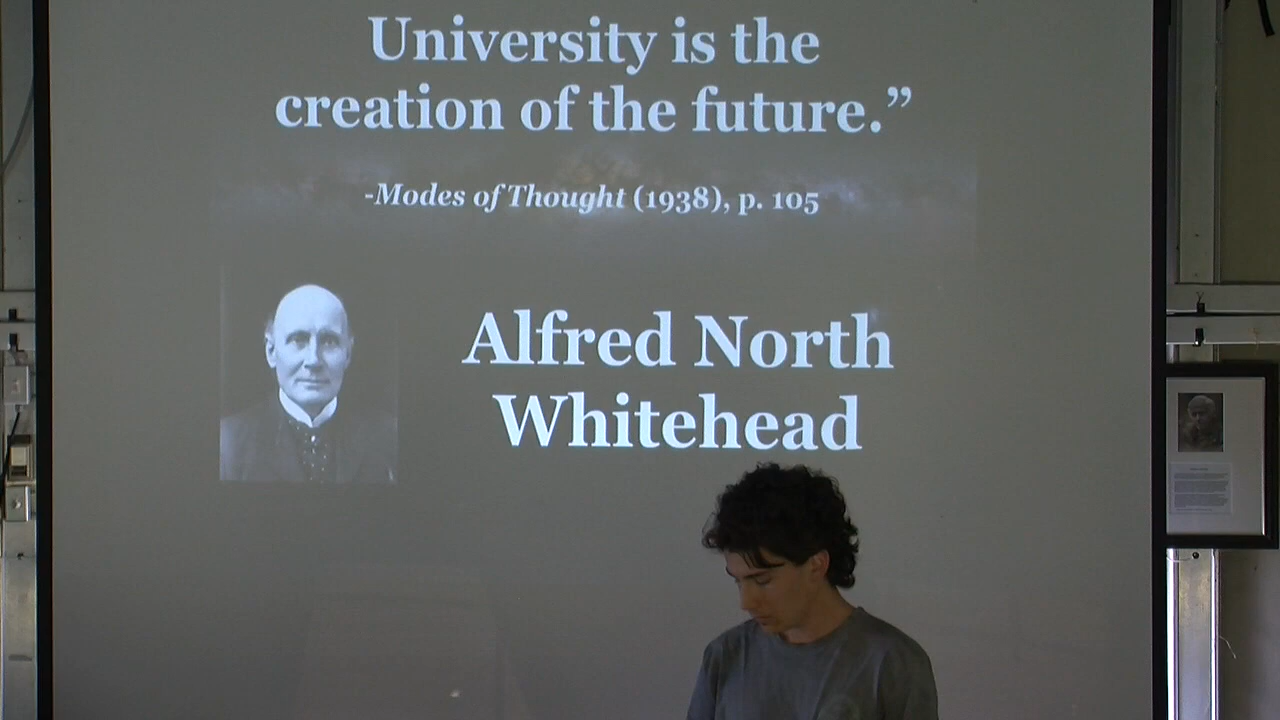 University is the
creation of the future.”
-Modes of Thought (1938), p. 105
Alfred North
Whitehead